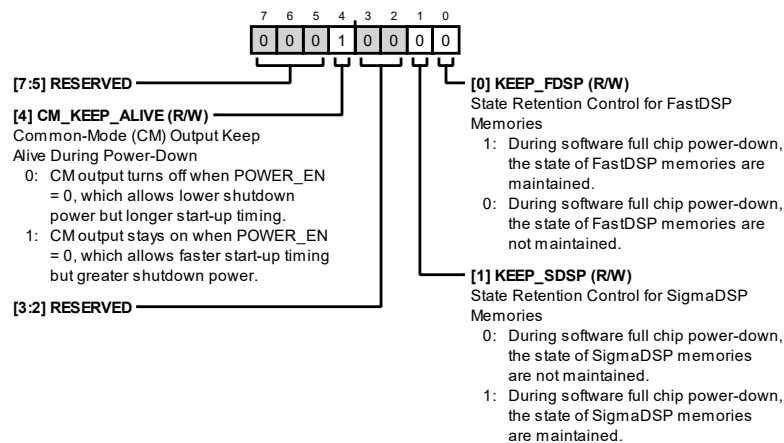 7 6 5 4 3 2 1 0
0 0 0 1 0 0 0 0
[7:5] RESERVED
[4] CM_KEEP_ALIVE (R/W)
Common-Mode (CM) Output Keep
Alive During Power-Down
0: CM output turns off when POWER_EN
= 0, which allows lower shutdown
power but longer start-up timing.
1: CM output stays on when POWER_EN
= 0, which allows faster start-up timing
but greater shutdown power.
[3:2] RESERVED
[0] KEEP_FDSP (R/W)
State Retention Control for FastDSP
Memories
1: During software full chip power-down,
the state of FastDSP memories are
maintained.
0: During software full chip power-down,
the state of FastDSP memories are
not maintained.
[1] KEEP_SDSP (R/W)
State Retention Control for SigmaDSP
Memories
0: During software full chip power-down,
the state of SigmaDSP memories
are not maintained.
1: During software full chip power-down,
the state of SigmaDSP memories
are maintained.